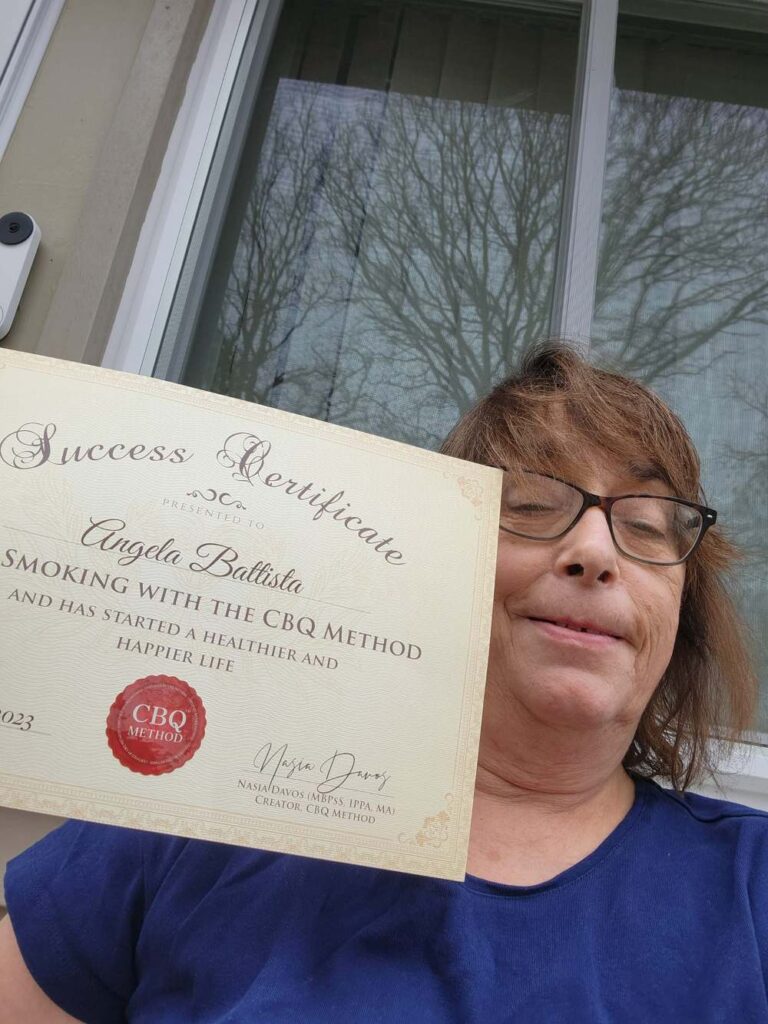 Success Certificate
PRESENTED TO
Angela Battista
SMOKING WITH THE CBQ METHOD
AND HAS STARTED A HEALTHIER AND
HAPPIER LIFE
2023
CBQ
METHOD
Nasia Davos
NASIA DAVOS (MBPSS, IPPA, MA)
CREATOR, CBQ METHOD